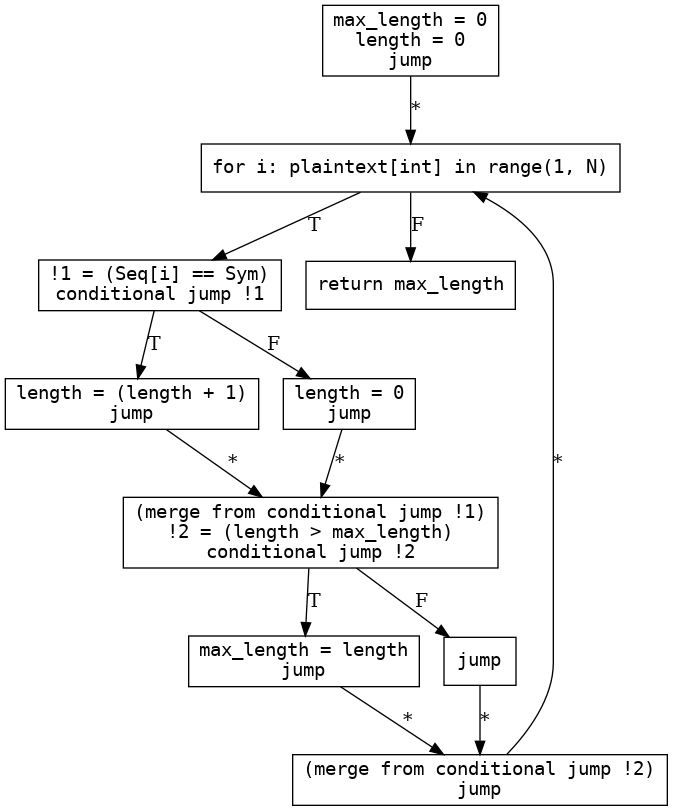 max_length = 0
length = 0
jump
*
for i: plaintext[int] in range(1, N)
T
F
!1 = (Seq[i] == Sym)
conditional jump !1
return max_length
T
F
length = (length + 1)
jump
length = 0
jump
*
*
*
(merge from conditional jump !1)
!2 = (length > max_length)
conditional jump !2
T
F
max_length = length
jump
jump
*
*
(merge from conditional jump !2)
jump